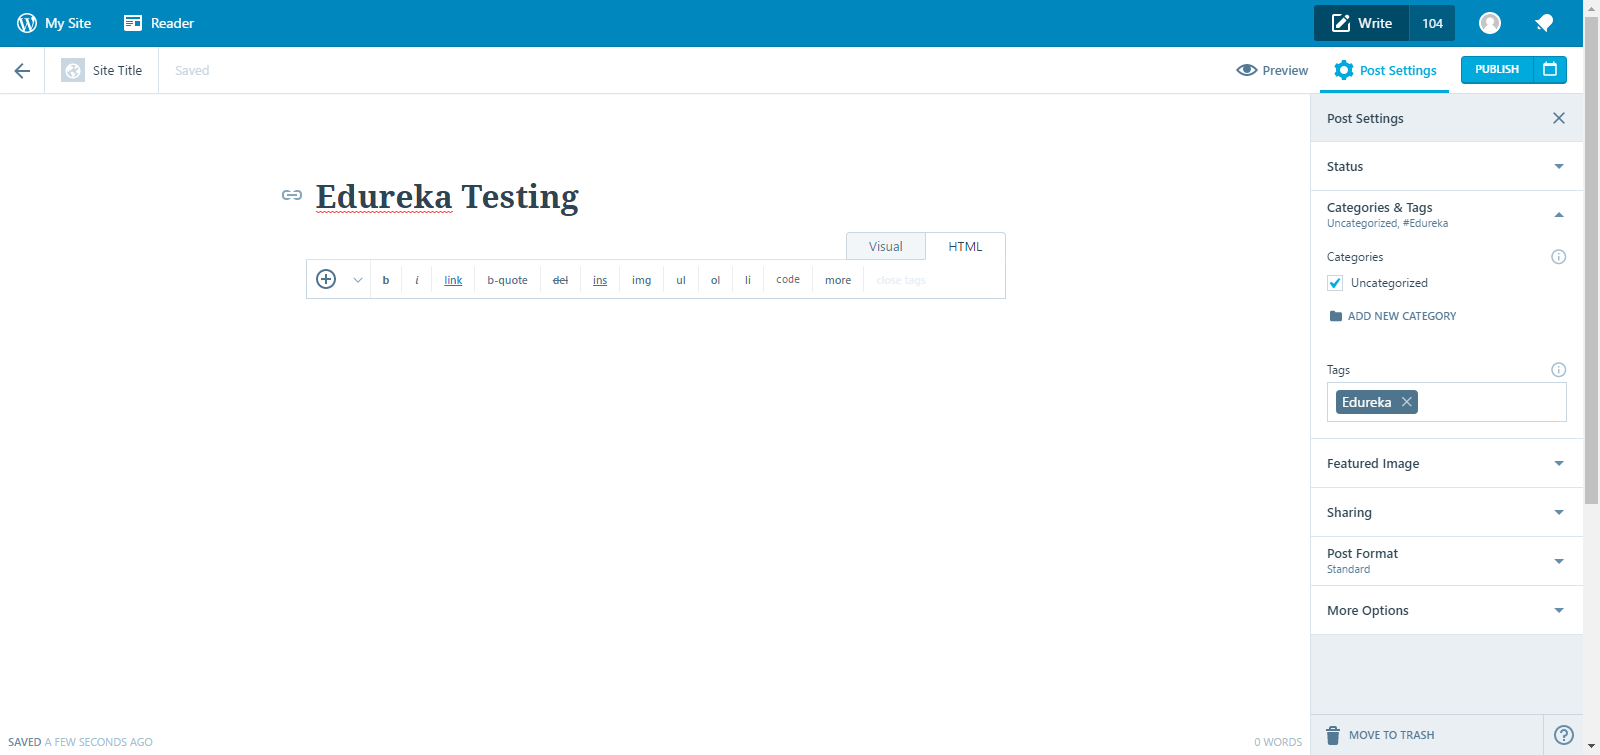 My Site Reader Write 104
Site Title Saved Preview Post Settings PUBLISH
Post Settings
Status
Edureka Testing
Categories & Tags
Uncategorized, #Edureka
Visual HTML
Categories
b i link b-quote del ins img ul ol li code more close tags
Uncategorized
ADD NEW CATEGORY
Tags
Edureka
Featured Image
Sharing
Post Format
Standard
More Options
MOVE TO TRASH
SAVED A FEW SECONDS AGO 0 WORDS